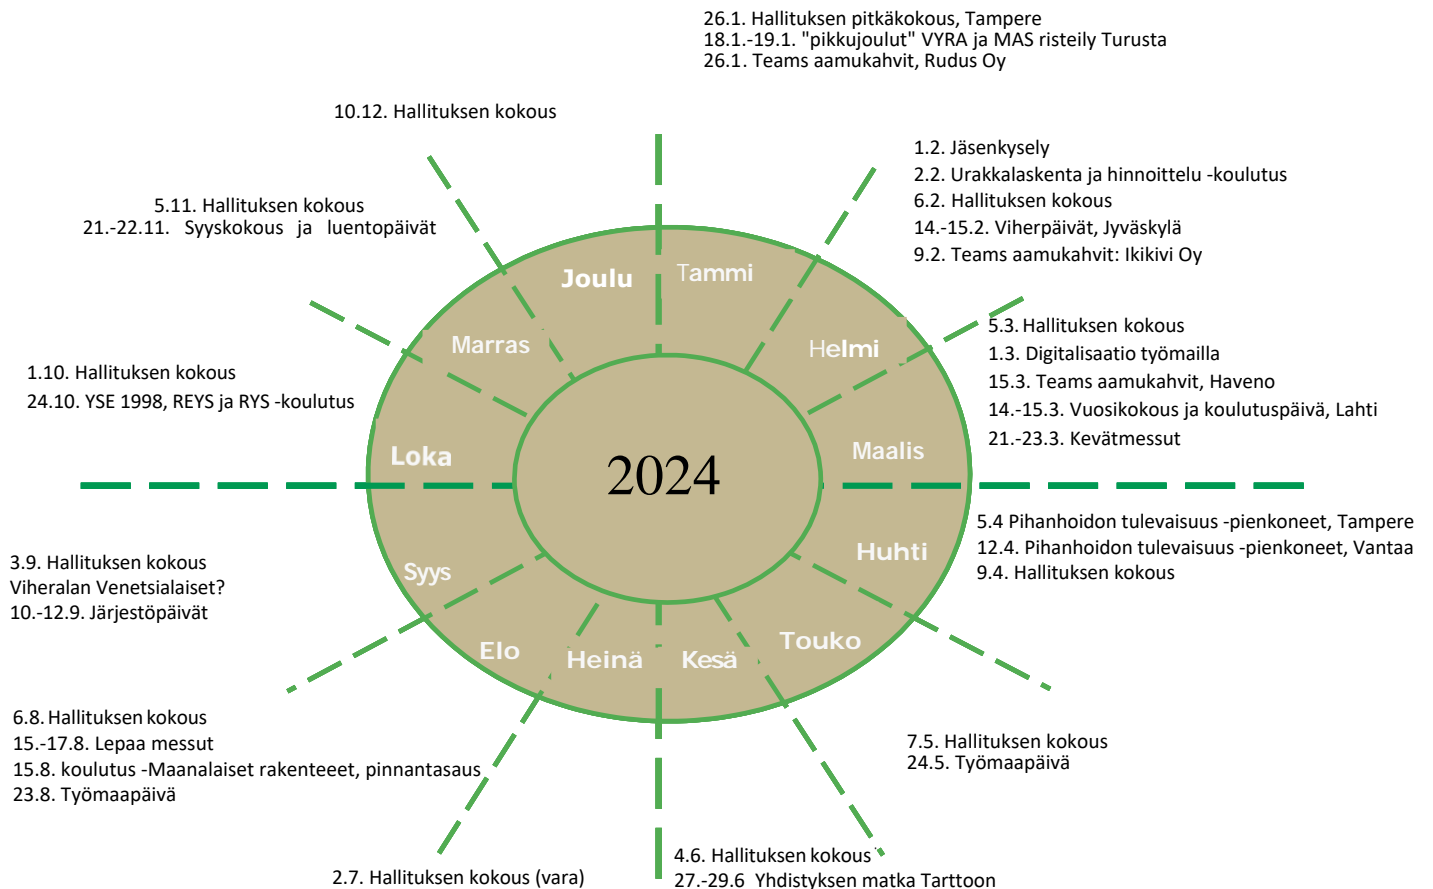 26.1. Hallituksen pitkäkokous, Tampere
18.1.-19.1. "pikkujoulut" VYRA ja MAS risteily Turusta
26.1. Teams aamukahvit, Rudus Oy
10.12. Hallituksen kokous
1.2. Jäsenkysely
2.2. Urakkalaskenta ja hinnoittelu -koulutus
6.2. Hallituksen kokous
14.-15.2. Viherpäivät, Jyväskylä
9.2. Teams aamukahvit: Ikikivi Oy
5.11. Hallituksen kokous
21.-22.11. Syyskokous ja luentopäivät
Joulu
Tammi
Marras
Helmi
5.3. Hallituksen kokous
1.3. Digitalisaatio työmailla
15.3. Teams aamukahvit, Haveno
14.-15.3. Vuosikokous ja koulutuspäivä, Lahti
21.-23.3. Kevätmessut
1.10. Hallituksen kokous
24.10. YSE 1998, REYS ja RYS -koulutus
Loka
Maalis
2024
5.4 Pihanhoidon tulevaisuus -pienkoneet, Tampere
12.4. Pihanhoidon tulevaisuus -pienkoneet, Vantaa
9.4. Hallituksen kokous
Huhti
3.9. Hallituksen kokous
Viheralan Venetsialaiset?
10.-12.9. Järjestöpäivät
Syys
Elo
Heinä
Kesä
Touko
6.8. Hallituksen kokous
15.-17.8. Lepaa messut
15.8. koulutus -Maanalaiset rakenteeet, pinnantasaus
23.8. Työmaapäivä
7.5. Hallituksen kokous
24.5. Työmaapäivä
2.7. Hallituksen kokous (vara)
4.6. Hallituksen kokous
27.-29.6 Yhdistyksen matka Tarttoon